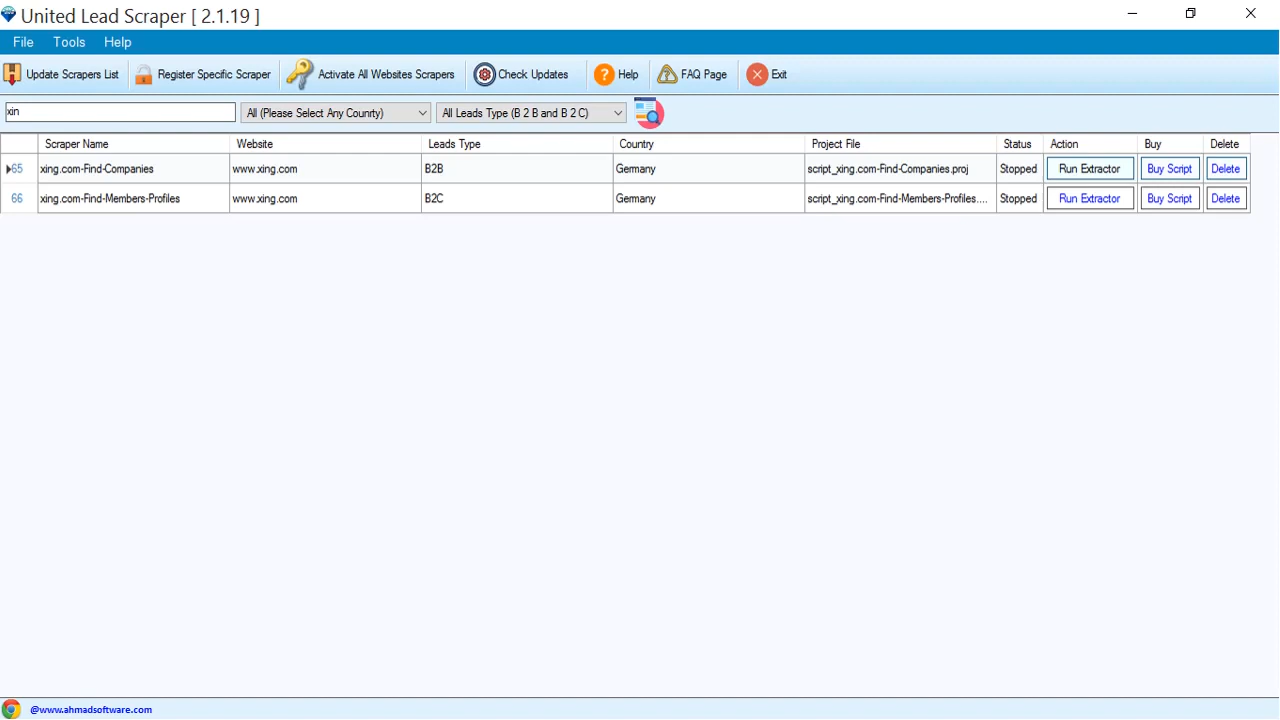 United Lead Scraper [ 2.1.19 ]
File Tools Help
Update Scrapers List Register Specific Scraper Activate All Websites Scrapers Check Updates Help FAQ Page Exit
xin All (Please Select Any Counrity) All Leads Type (B 2 B and B 2 C)
Scraper Name Website Leads Type Country Project File Status Action Buy Delete
65 xing.com-Find-Companies www.xing.com B2B Germany script_xing.com-Find-Companies.proj Stopped Run Extractor Buy Script Delete
66 xing.com-Find-Members-Profiles www.xing.com B2C Germany script_xing.com-Find-Members-Profiles.... Stopped Run Extractor Buy Script Delete
@www.ahmadsoftware.com